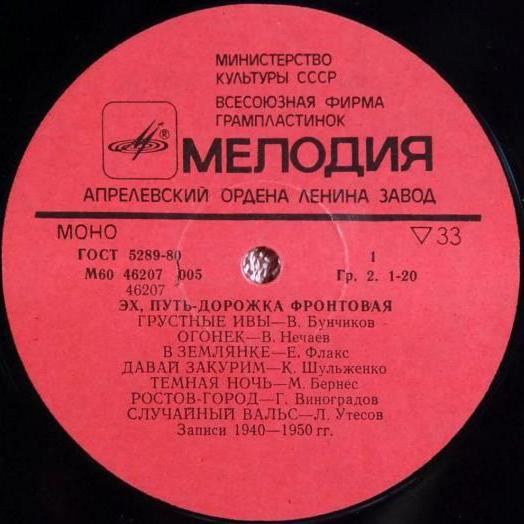 МИНИСТЕРСТВО
КУЛЬТУРЫ СССР
ВСЕСОЮЗНАЯ ФИРМА
ГРАМПЛАСТИНОК
®
МЕЛОДИЯ
АПРЕЛЕВСКИЙ ОРДЕНА ЛЕНИНА ЗАВОД
МОНО ▽33
ГОСТ 5289-80 1
М60 46207 005 Гр. 2. 1-20
46207
ЭХ, ПУТЬ-ДОРОЖКА ФРОНТОВАЯ
ГРУСТНЫЕ ИВЫ—В. Бунчиков
ОГОНЕК—В. Нечаев
В ЗЕМЛЯНКЕ—Е. Флакс
ДАВАЙ ЗАКУРИМ—К. Шульженко
ТЕМНАЯ НОЧЬ—М. Бернес
РОСТОВ-ГОРОД—Г. Виноградов
СЛУЧАЙНЫЙ ВАЛЬС—Л. Утесов
Записи 1940—1950 гг.